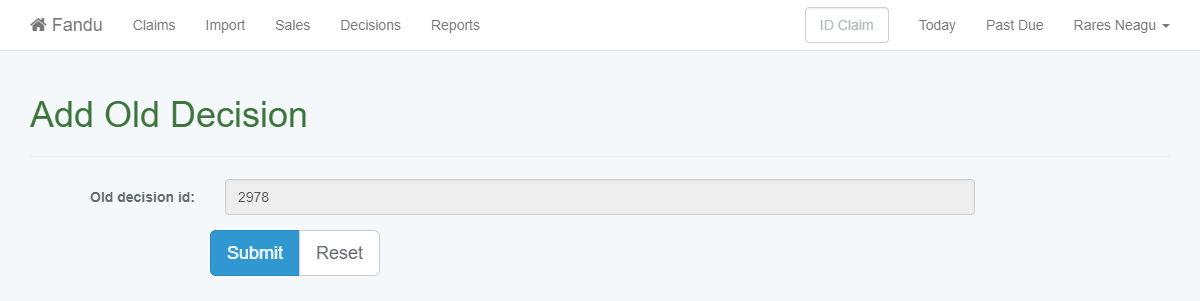 Fandu Claims Import Sales Decisions Reports ID Claim Today Past Due Rares Neagu
Add Old Decision
Old decision id: 2978
Submit Reset